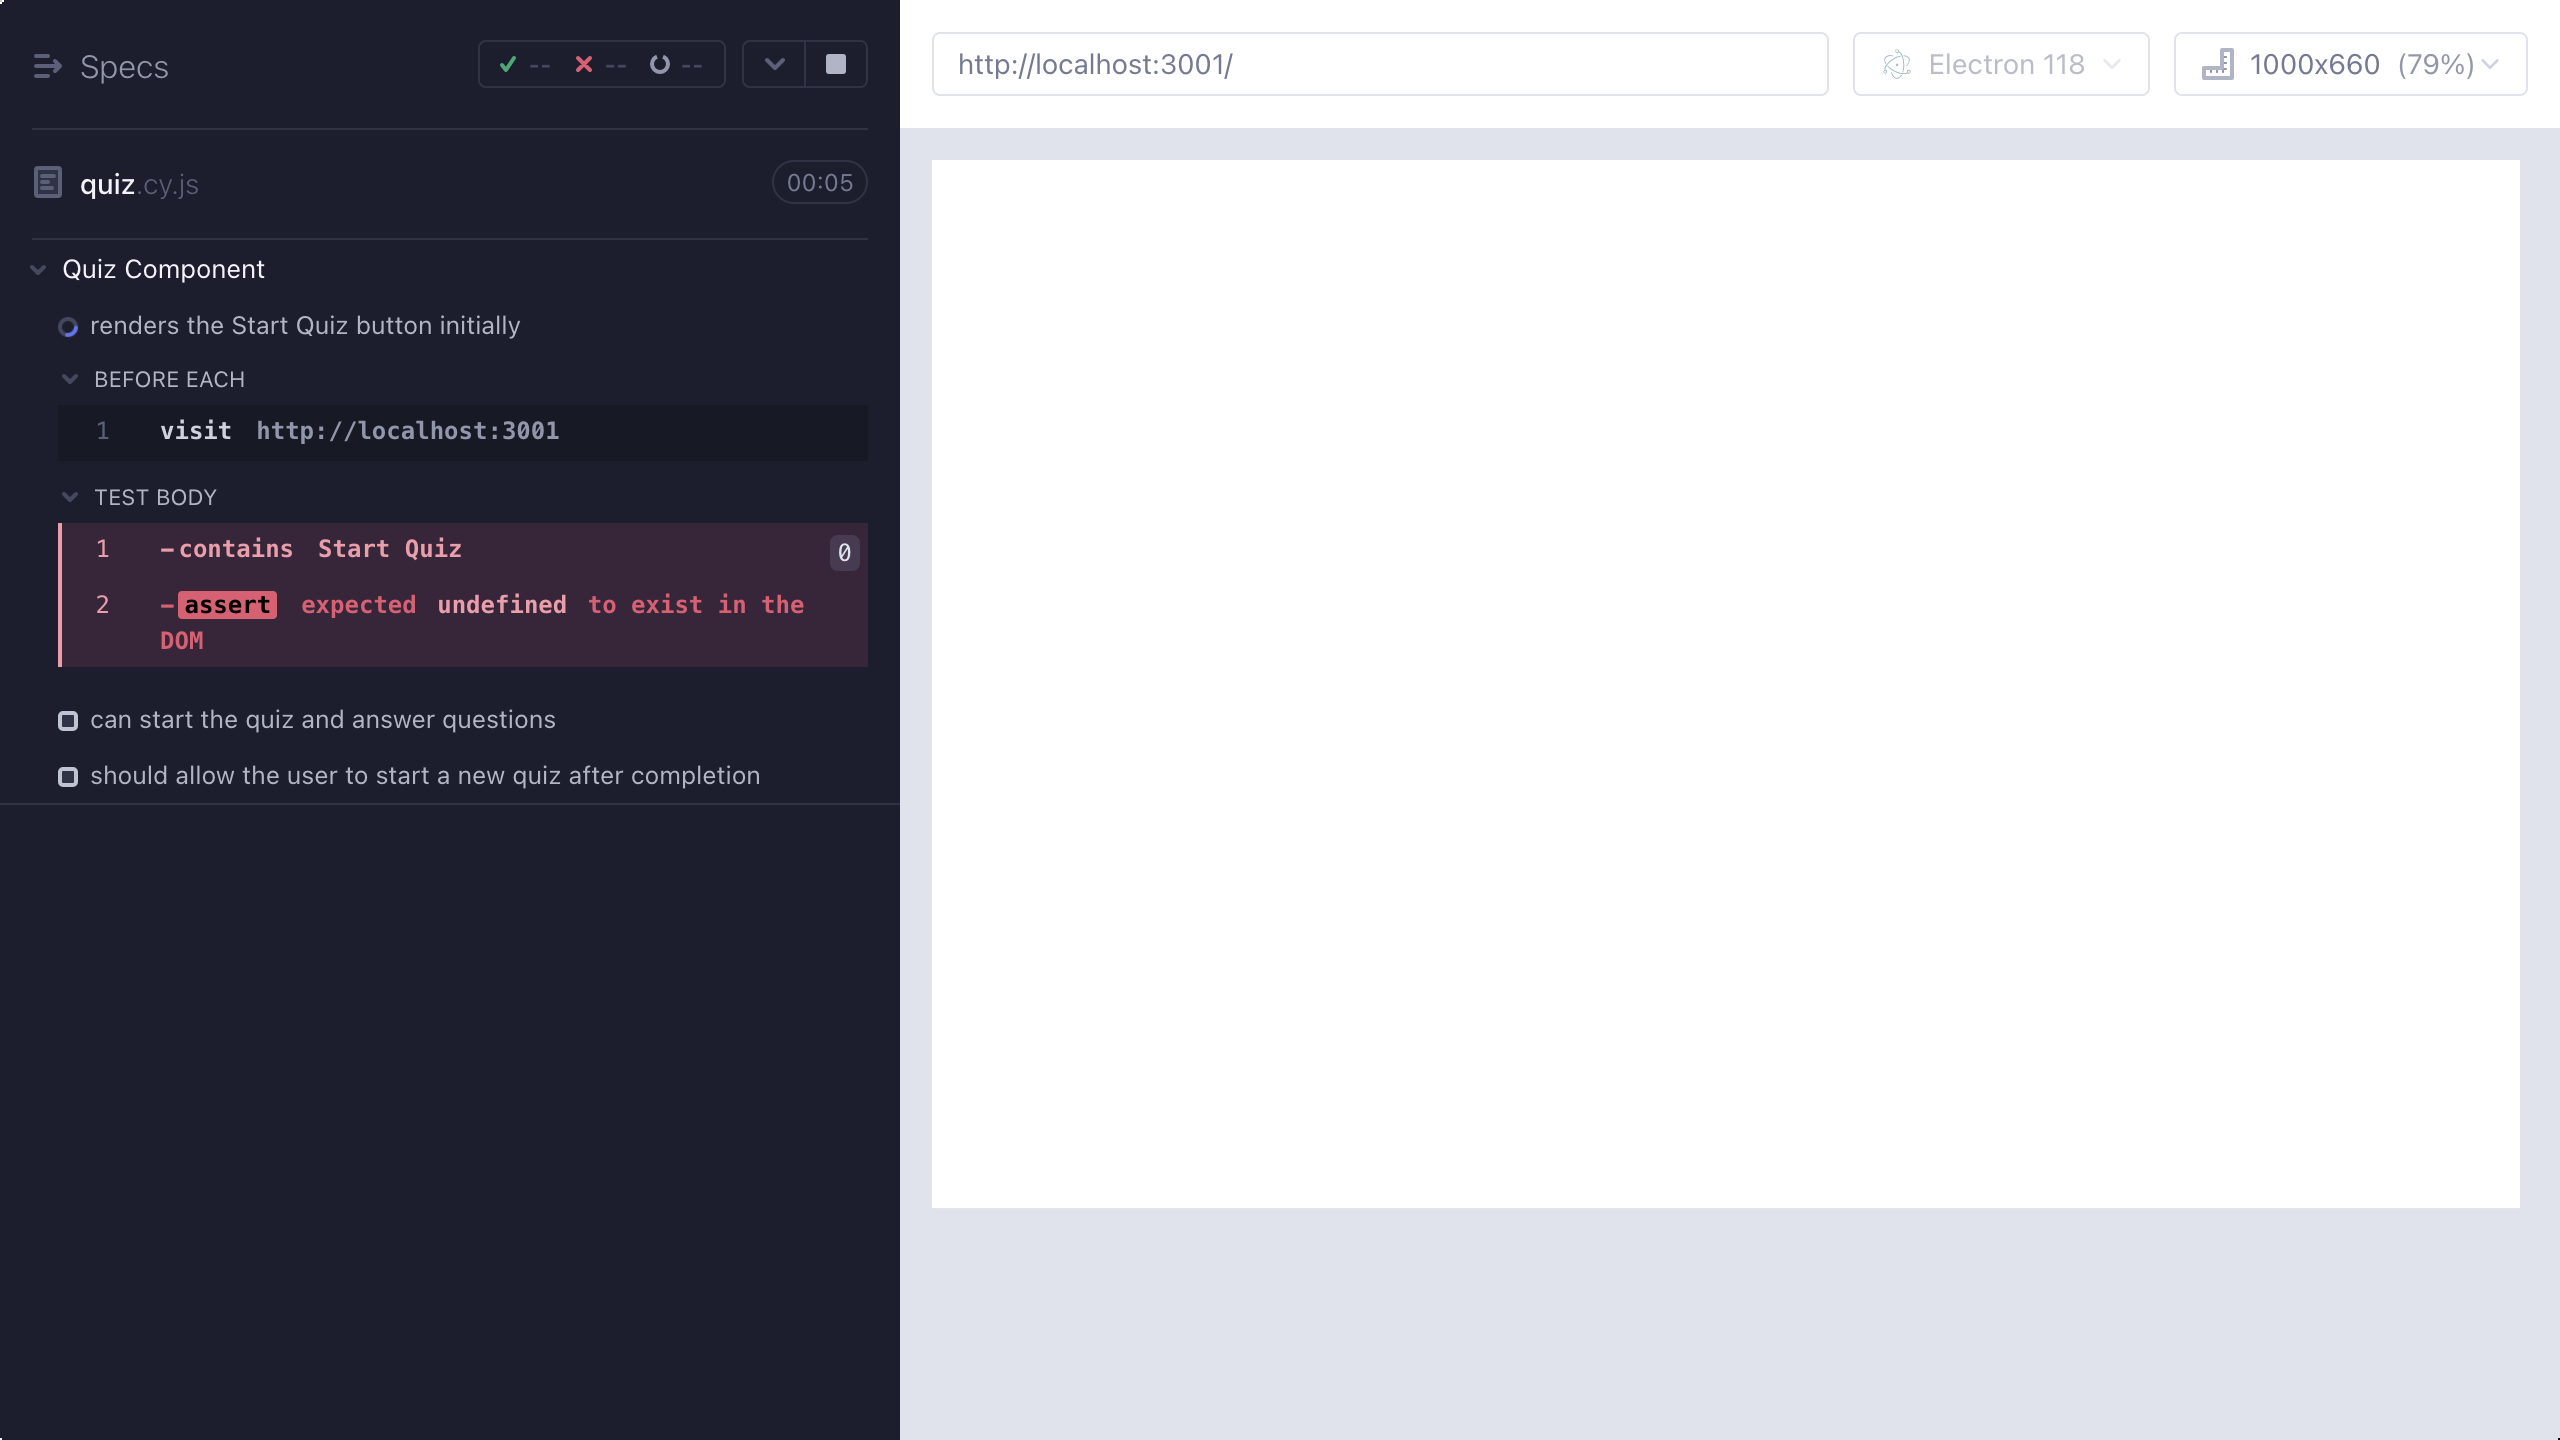 Specs
-- -- --
quiz.cy.js
00:05
Quiz Component
renders the Start Quiz button initially
BEFORE EACH
1 visit http://localhost:3001
TEST BODY
1 -contains Start Quiz 0
2 -assert expected undefined to exist in the
DOM
can start the quiz and answer questions
should allow the user to start a new quiz after completion
http://localhost:3001/
Electron 118
1000x660 (79%)